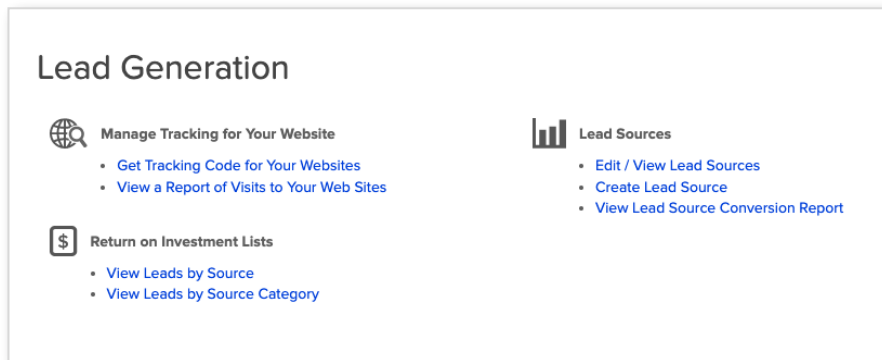 Lead Generation
Manage Tracking for Your Website
• Get Tracking Code for Your Websites
• View a Report of Visits to Your Web Sites
$ Return on Investment Lists
• View Leads by Source
• View Leads by Source Category
Lead Sources
• Edit / View Lead Sources
• Create Lead Source
• View Lead Source Conversion Report